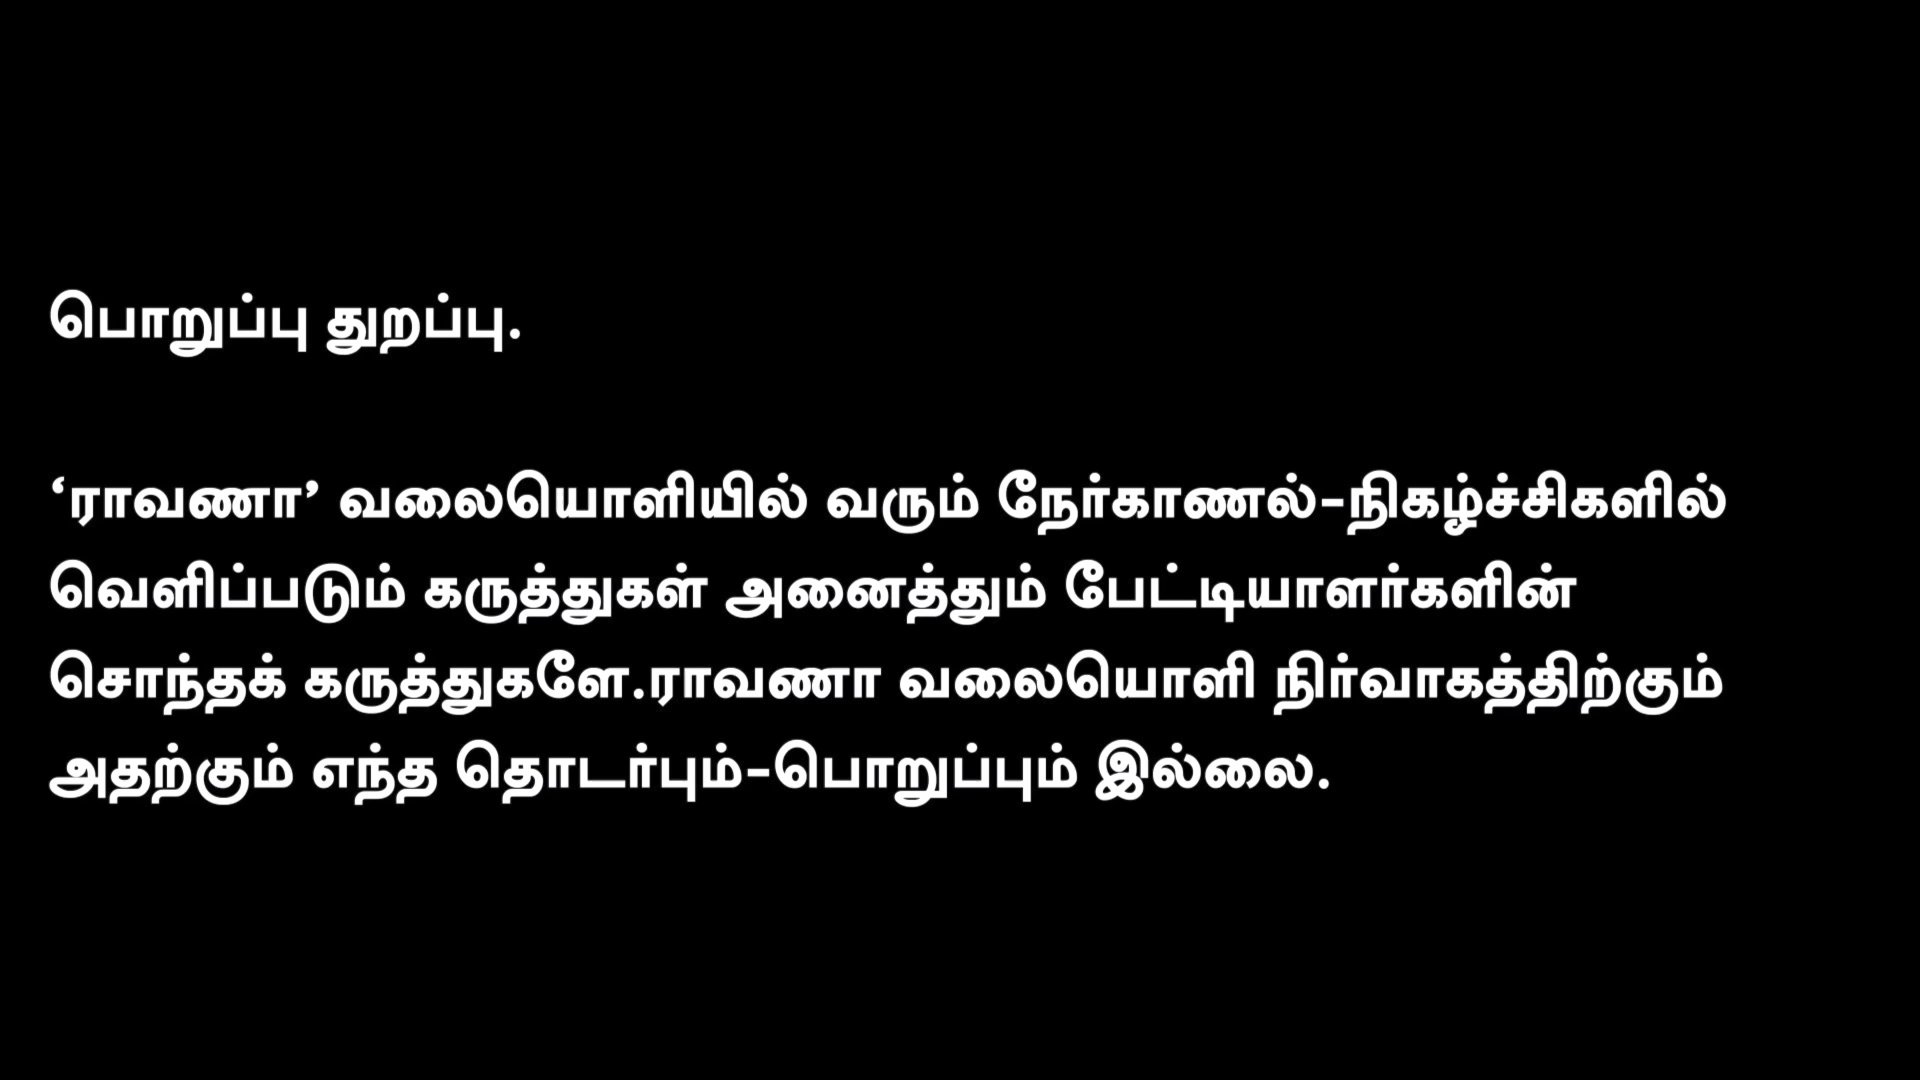 பொறுப்பு துறப்பு.
‘ராவணா’ வலையொளியில் வரும் நேர்காணல்-நிகழ்ச்சிகளில்
வெளிப்படும் கருத்துகள் அனைத்தும் பேட்டியாளர்களின்
சொந்தக் கருத்துகளே.ராவணா வலையொளி நிர்வாகத்திற்கும்
அதற்கும் எந்த தொடர்பும்-பொறுப்பும் இல்லை.